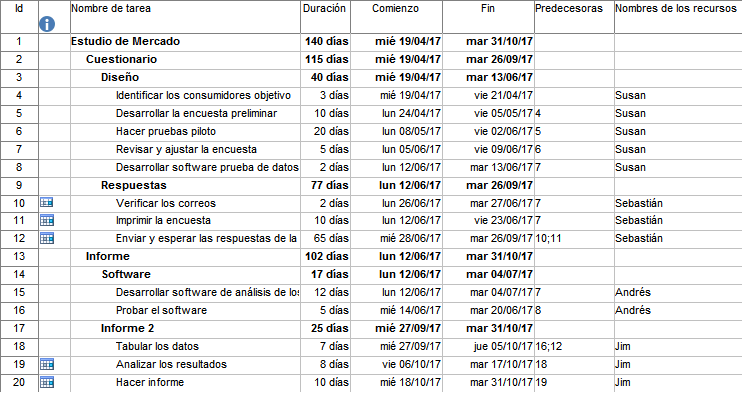 Id Nombre de tarea Duración Comienzo Fin Predecesoras Nombres de los recursos
1 Estudio de Mercado 140 días mié 19/04/17 mar 31/10/17
2 Cuestionario 115 días mié 19/04/17 mar 26/09/17
3 Diseño 40 días mié 19/04/17 mar 13/06/17
4 Identificar los consumidores objetivo 3 días mié 19/04/17 vie 21/04/17 Susan
5 Desarrollar la encuesta preliminar 10 días lun 24/04/17 vie 05/05/17 4 Susan
6 Hacer pruebas piloto 20 días lun 08/05/17 vie 02/06/17 5 Susan
7 Revisar y ajustar la encuesta 5 días lun 05/06/17 vie 09/06/17 6 Susan
8 Desarrollar software prueba de datos 2 días lun 12/06/17 mar 13/06/17 7 Susan
9 Respuestas 77 días lun 12/06/17 mar 26/09/17
10 Verificar los correos 2 días lun 26/06/17 mar 27/06/17 7 Sebastián
11 Imprimir la encuesta 10 días lun 12/06/17 vie 23/06/17 7 Sebastián
12 Enviar y esperar las respuestas de la 65 días mié 28/06/17 mar 26/09/17 10;11 Sebastián
13 Informe 102 días lun 12/06/17 mar 31/10/17
14 Software 17 días lun 12/06/17 mar 04/07/17
15 Desarrollar software de análisis de los 12 días lun 12/06/17 mar 04/07/17 7 Andrés
16 Probar el software 5 días mié 14/06/17 mar 20/06/17 8 Andrés
17 Informe 2 25 días mié 27/09/17 mar 31/10/17
18 Tabular los datos 7 días mié 27/09/17 jue 05/10/17 16;12 Jim
19 Analizar los resultados 8 días vie 06/10/17 mar 17/10/17 18 Jim
20 Hacer informe 10 días mié 18/10/17 mar 31/10/17 19 Jim